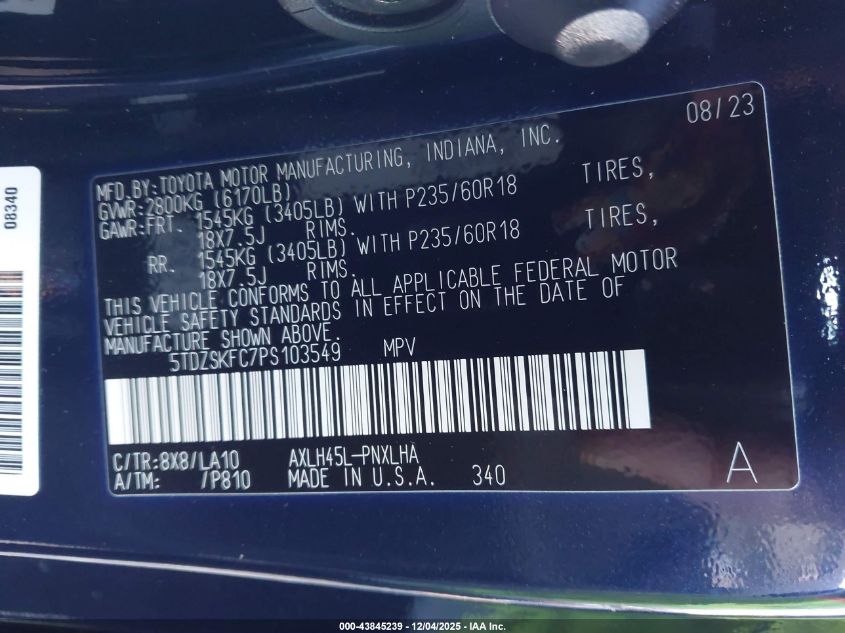 08/23
MFD.BY:TOYOTA MOTOR MANUFACTURING, INDIANA, INC.
GVWR:2800KG (6170LB)
GAWR:FRT. 1545KG (3405LB) WITH P235/60R18 TIRES,
18X7.5J RIMS.
RR. 1545KG (3405LB) WITH P235/60R18 TIRES,
18X7.5J RIMS.
THIS VEHICLE CONFORMS TO ALL APPLICABLE FEDERAL MOTOR
VEHICLE SAFETY STANDARDS IN EFFECT ON THE DATE OF
MANUFACTURE SHOWN ABOVE.
5TDZSKFC7PS103549 MPV
C/TR:8X8/LA10 AXLH45L-PNXLHA
A/TM: /P810 MADE IN U.S.A. 340
A
08340
000-43845239 - 12/04/2025 - IAA Inc.